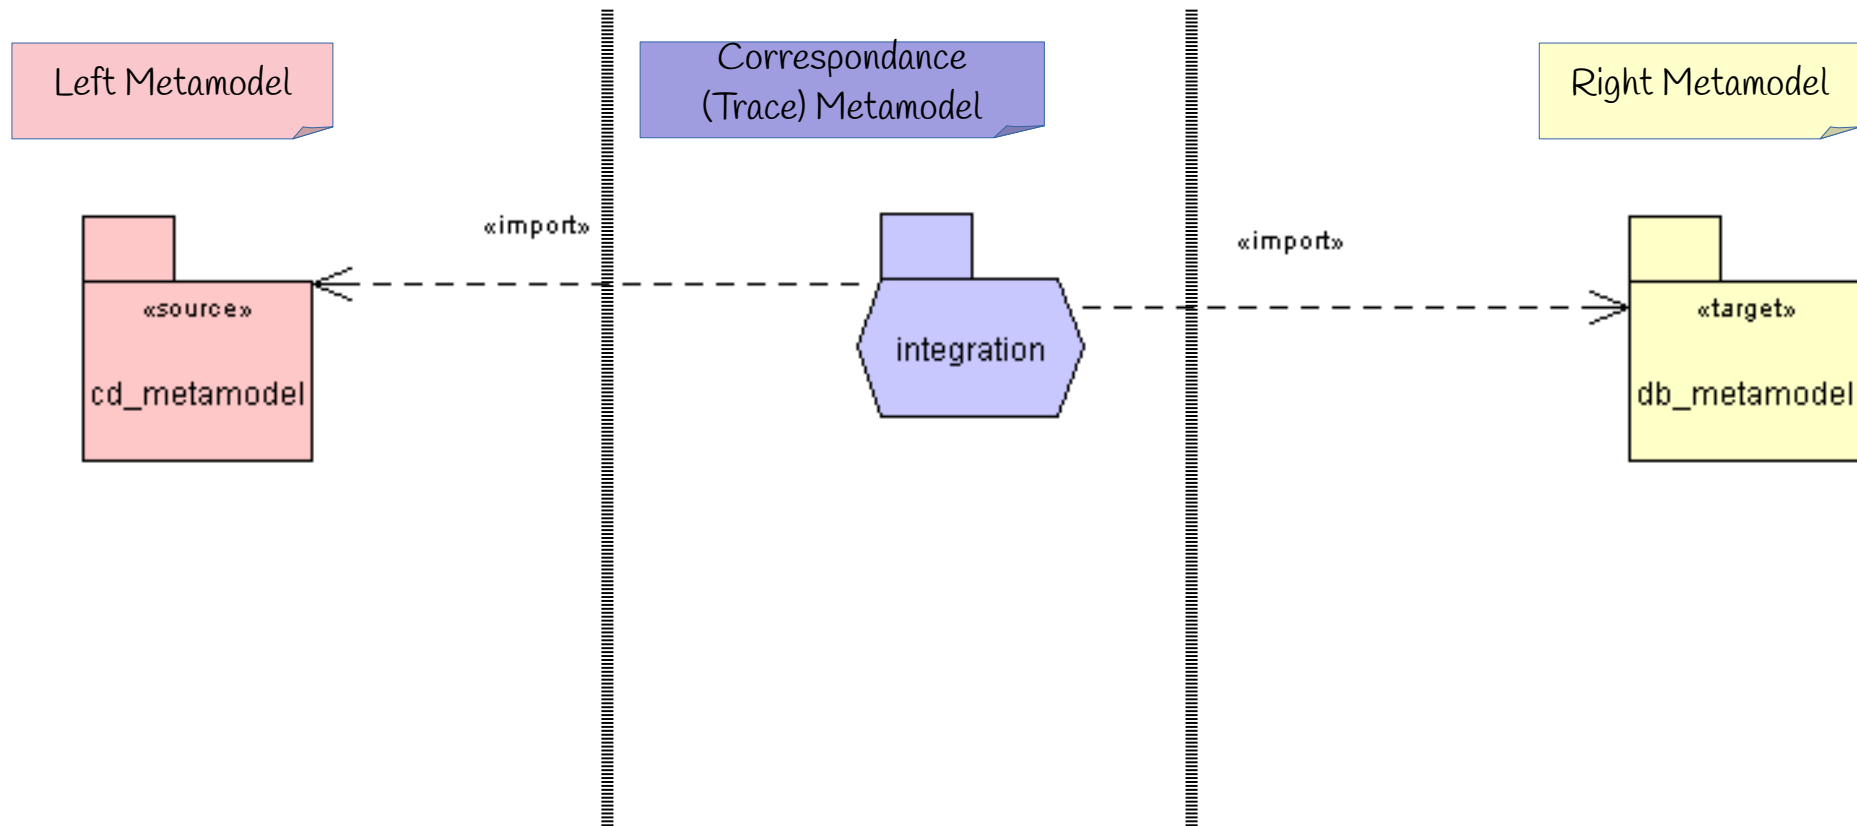 Left Metamodel
Correspondance
(Trace) Metamodel
Right Metamodel
«import»
«import»
«source»
cd_metamodel
integration
«target»
db_metamodel